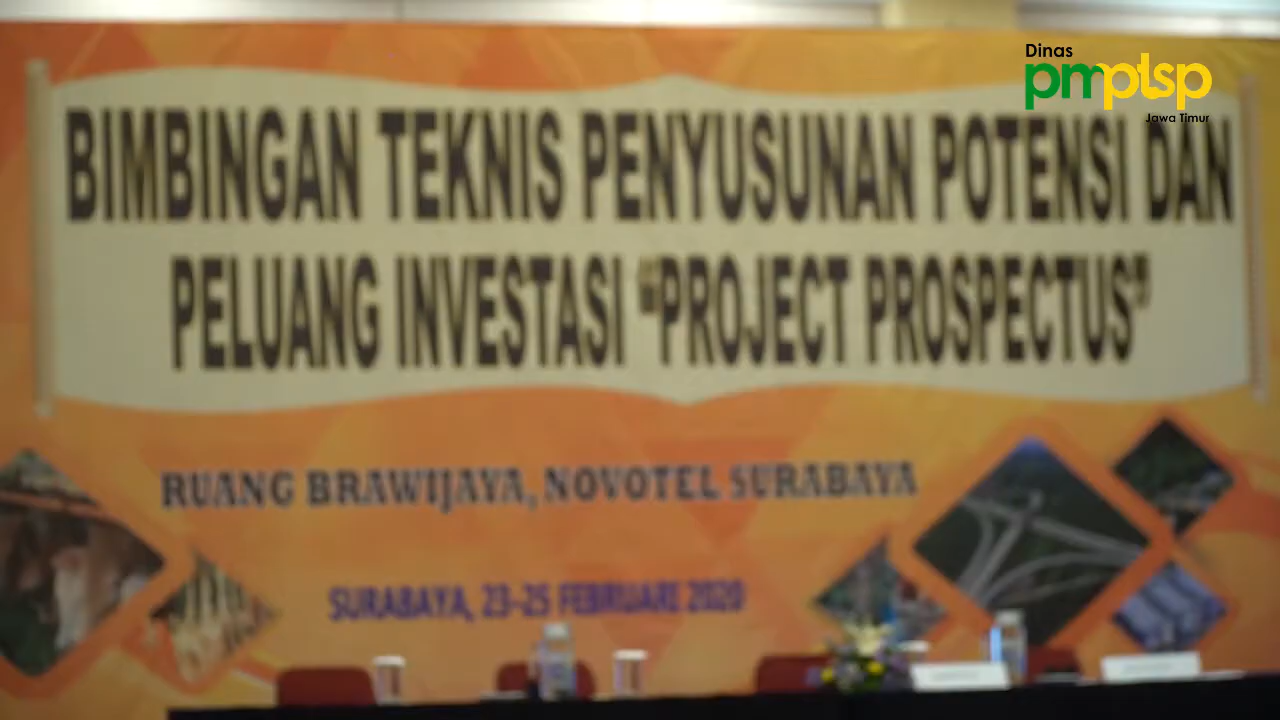 Dinas
pmptsp
Jawa Timur
BIMBINGAN TEKNIS PENYUSUNAN POTENSI DAN
PELUANG INVESTASI "PROJECT PROSPECTUS"
RUANG BRAWIJAYA, NOVOTEL SURABAYA
SURABAYA, 23-25 FEBRUARI 2020